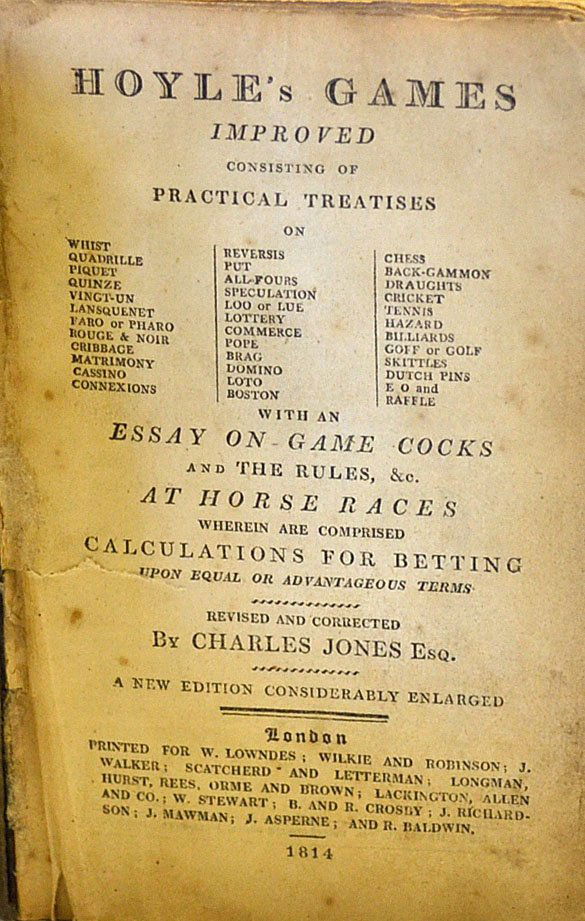 HOYLE's GAMES
IMPROVED
CONSISTING OF
PRACTICAL TREATISES
ON
WHIST
QUADRILLE
PIQUET
QUINZE
VINGT-UN
LANSQUENET
FARO or PHARO
ROUGE & NOIR
CRIBBAGE
MATRIMONY
CASSINO
CONNEXIONS
REVERSIS
PUT
ALL-FOURS
SPECULATION
LOO or LUE
LOTTERY
COMMERCE
POPE
BRAG
DOMINO
LOTO
BOSTON
CHESS
BACK-GAMMON
DRAUGHTS
CRICKET
TENNIS
HAZARD
BILLIARDS
GOFF or GOLF
SKITTLES
DUTCH PINS
E O and
RAFFLE
WITH AN
ESSAY ON GAME COCKS
AND THE RULES, &c.
AT HORSE RACES
WHEREIN ARE COMPRISED
CALCULATIONS FOR BETTING
UPON EQUAL OR ADVANTAGEOUS TERMS
REVISED AND CORRECTED
By CHARLES JONES Esq.
A NEW EDITION CONSIDERABLY ENLARGED
London
PRINTED FOR W. LOWNDES; WILKIE AND ROBINSON; J.
WALKER; SCATCHERD AND LETTERMAN; LONGMAN,
HURST, REES, ORME AND BROWN; LACKINGTON, ALLEN
AND CO.; W. STEWART; B. AND R. CROSBY; J. RICHARD-
SON; J. MAWMAN; J. ASPERNE; AND R. BALDWIN.
1814